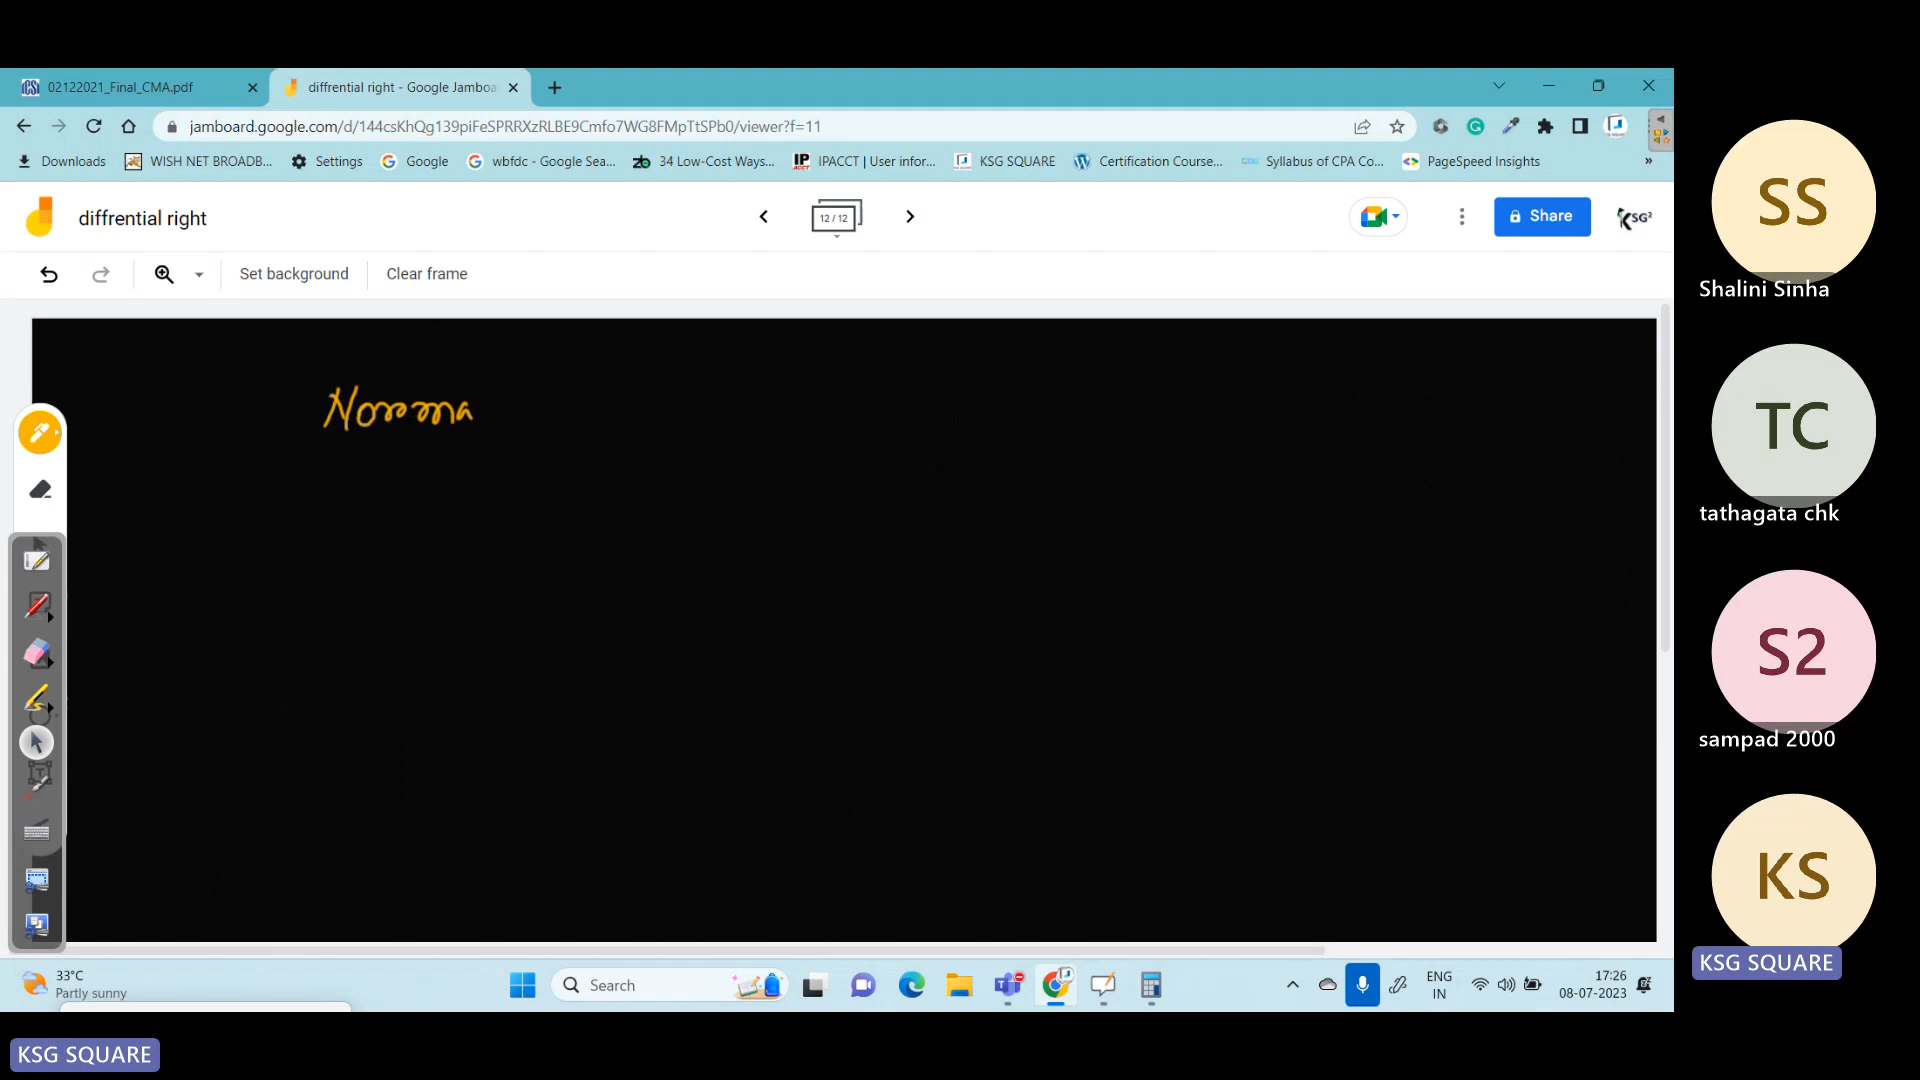 02122021_Final_CMA.pdf
diffrential right - Google Jamboa
jamboard.google.com/d/144csKhQg139piFeSPRRXzRLBE9Cmfo7WG8FMpTtSPb0/viewer?f=11
Downloads WISH NET BROADB... Settings Google wbfdc - Google Sea... 34 Low-Cost Ways... IPACCT | User infor... KSG SQUARE Certification Course... Syllabus of CPA Co... PageSpeed Insights »
diffrential right
12 / 12
Share
KSG²
Set background Clear frame
Norma
SS
Shalini Sinha
TC
tathagata chk
S2
sampad 2000
KS
KSG SQUARE
33°C
Partly sunny
Search
ENG
IN
17:26
08-07-2023
KSG SQUARE